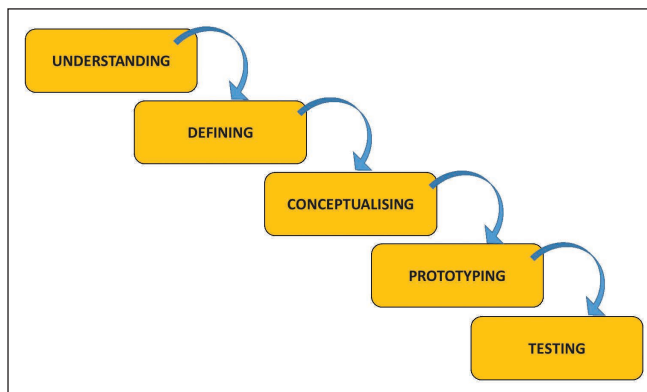 UNDERSTANDING
DEFINING
CONCEPTUALISING
PROTOTYPING
TESTING